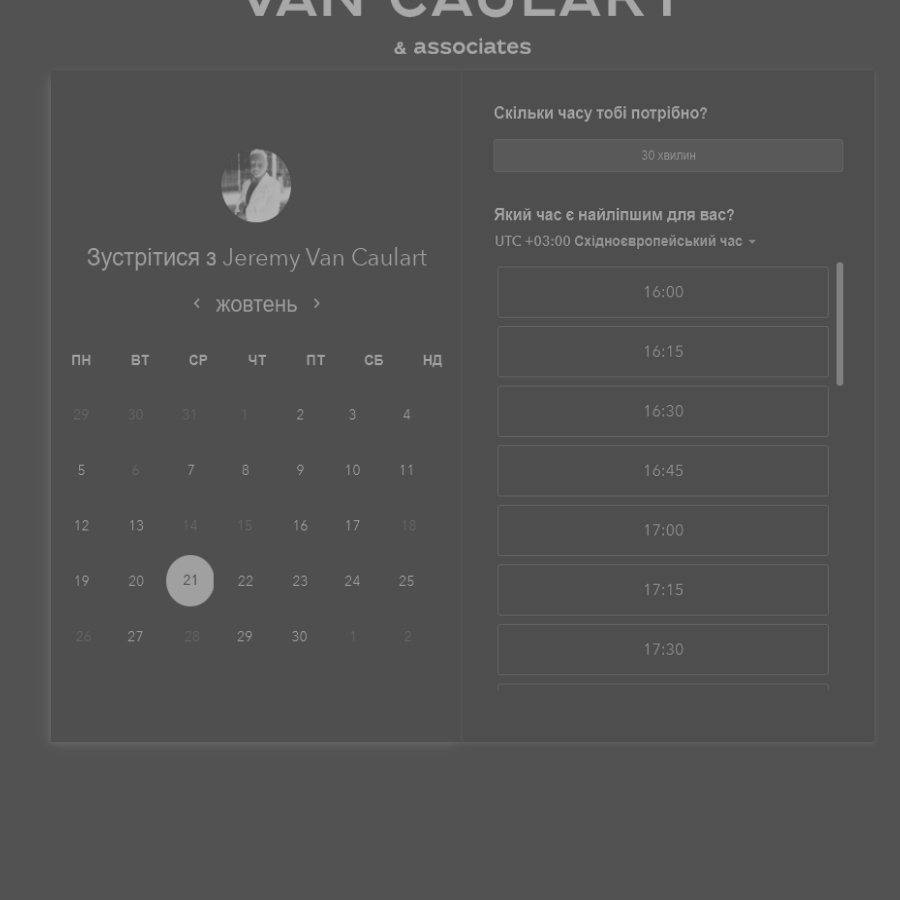 VAN CAULART
& associates
Зустрітися з Jeremy Van Caulart
жовтень
ПН ВТ СР ЧТ ПТ СБ НД
29 30 31 1 2 3 4
5 6 7 8 9 10 11
12 13 14 15 16 17 18
19 20 21 22 23 24 25
26 27 28 29 30 1 2
Скільки часу тобі потрібно?
30 хвилин
Який час є найліпшим для вас?
UTC +03:00 Східноєвропейський час
16:00
16:15
16:30
16:45
17:00
17:15
17:30